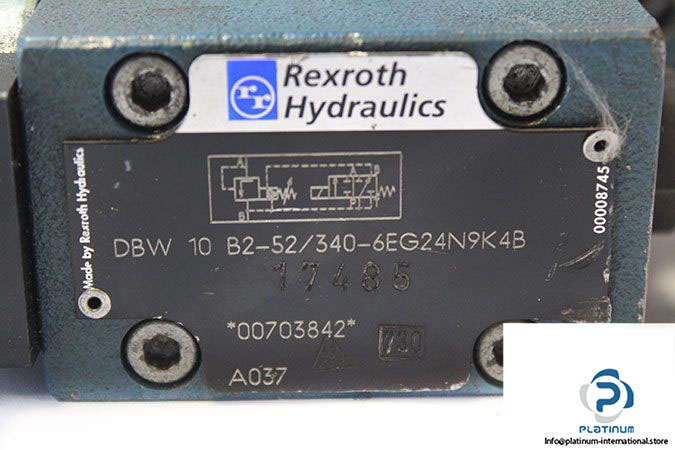 Rexroth
Hydraulics
Made by Rexroth Hydraulics
00008745
DBW 10 B2-52/340-6EG24N9K4B
17485
*00703842*
730
A037
PLATINUM
Info@platinum-international.store